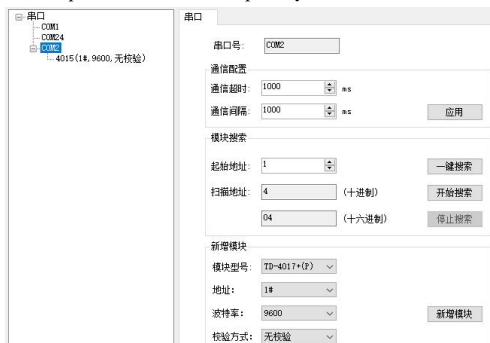 串口
COM1
COM24
COM2
4015(1#,9600,无校验)
串口
串口号: COM2
通信配置
通信超时: 1000 ms
通信间隔: 1000 ms 应用
模块搜索
起始地址: 1 一键搜索
扫描地址: 4 (十进制) 开始搜索
04 (十六进制) 停止搜索
新增模块
模块型号: TD-4017+(P)
地址: 1#
波特率: 9600 新增模块
校验方式: 无校验